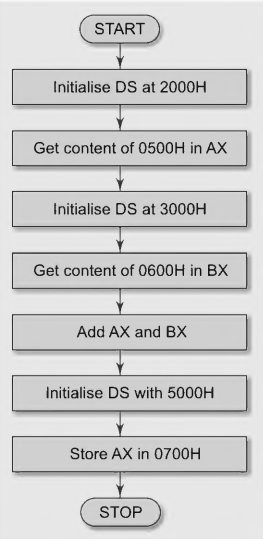 START
Initialise DS at 2000H
Get content of 0500H in AX
Initialise DS at 3000H
Get content of 0600H in BX
Add AX and BX
Initialise DS with 5000H
Store AX in 0700H
STOP